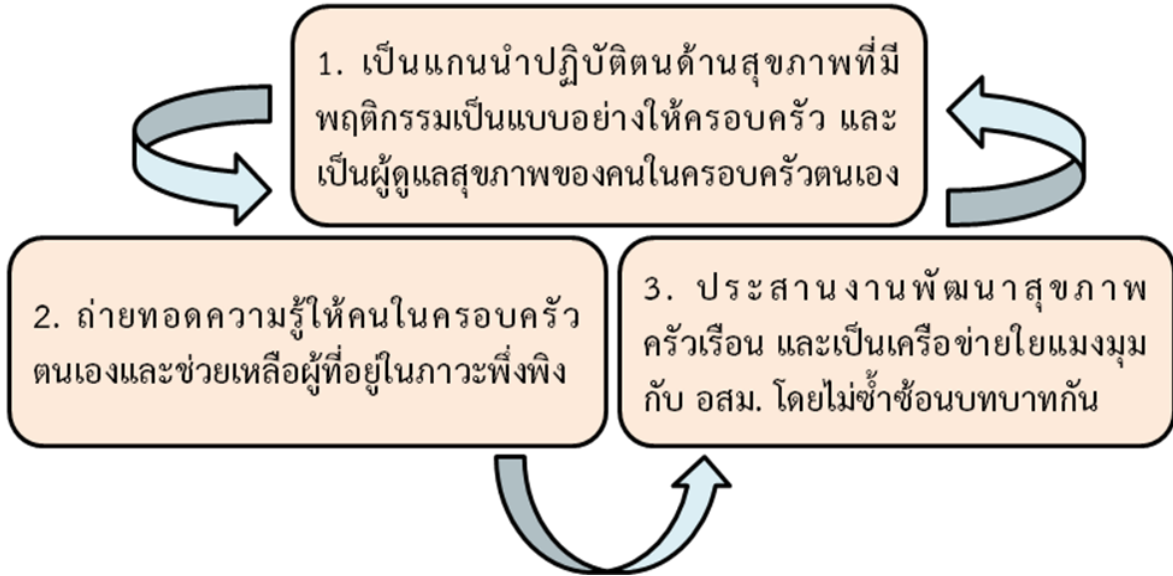 1. เป็นแกนนำปฏิบัติตนด้านสุขภาพที่มี
พฤติกรรมเป็นแบบอย่างให้ครอบครัว และ
เป็นผู้ดูแลสุขภาพของคนในครอบครัวตนเอง
2. ถ่ายทอดความรู้ให้คนในครอบครัว
ตนเองและช่วยเหลือผู้ที่อยู่ในภาวะพึ่งพิง
3. ประสานงานพัฒนาสุขภาพ
ครัวเรือน และเป็นเครือข่ายใยแมงมุม
กับ อสม. โดยไม่ซ้ำซ้อนบทบาทกัน